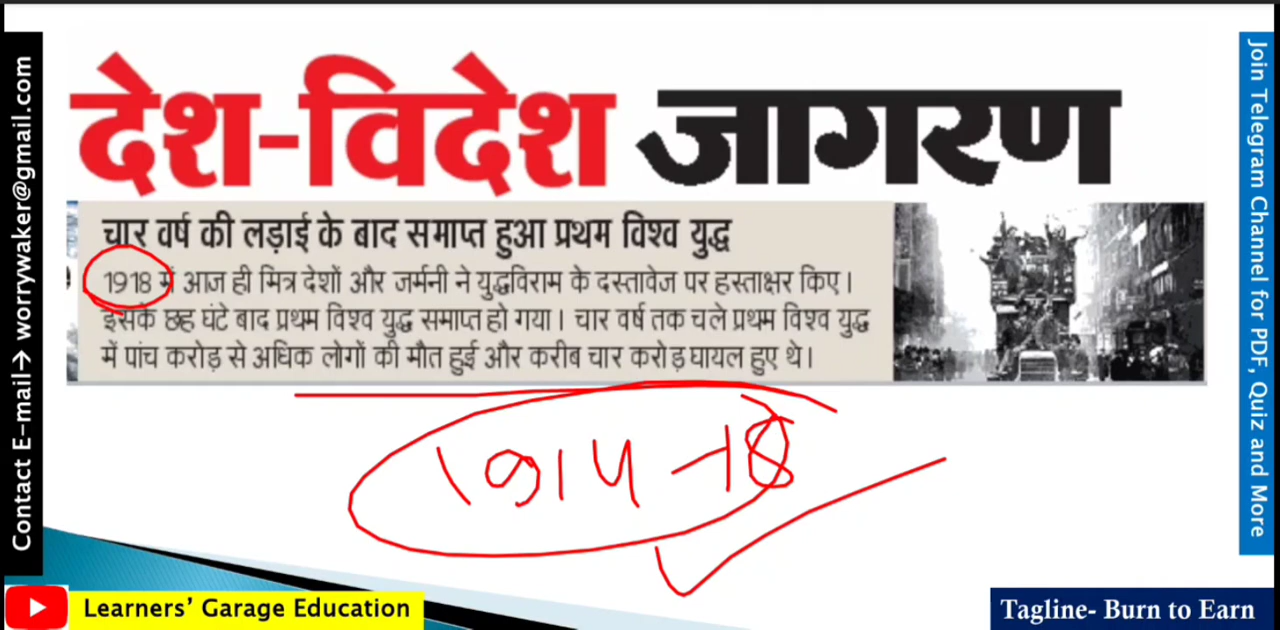 देश-विदेश जागरण
चार वर्ष की लड़ाई के बाद समाप्त हुआ प्रथम विश्व युद्ध
1918 में आज ही मित्र देशों और जर्मनी ने युद्धविराम के दस्तावेज पर हस्ताक्षर किए।
इसके छह घंटे बाद प्रथम विश्व युद्ध समाप्त हो गया। चार वर्ष तक चले प्रथम विश्व युद्ध
में पांच करोड़ से अधिक लोगों की मौत हुई और करीब चार करोड़ घायल हुए थे।
1914-18
Contact E-mail→ worrywaker@gmail.com
Join Telegram Channel for PDF, Quiz and More
Learners’ Garage Education
Tagline- Burn to Earn